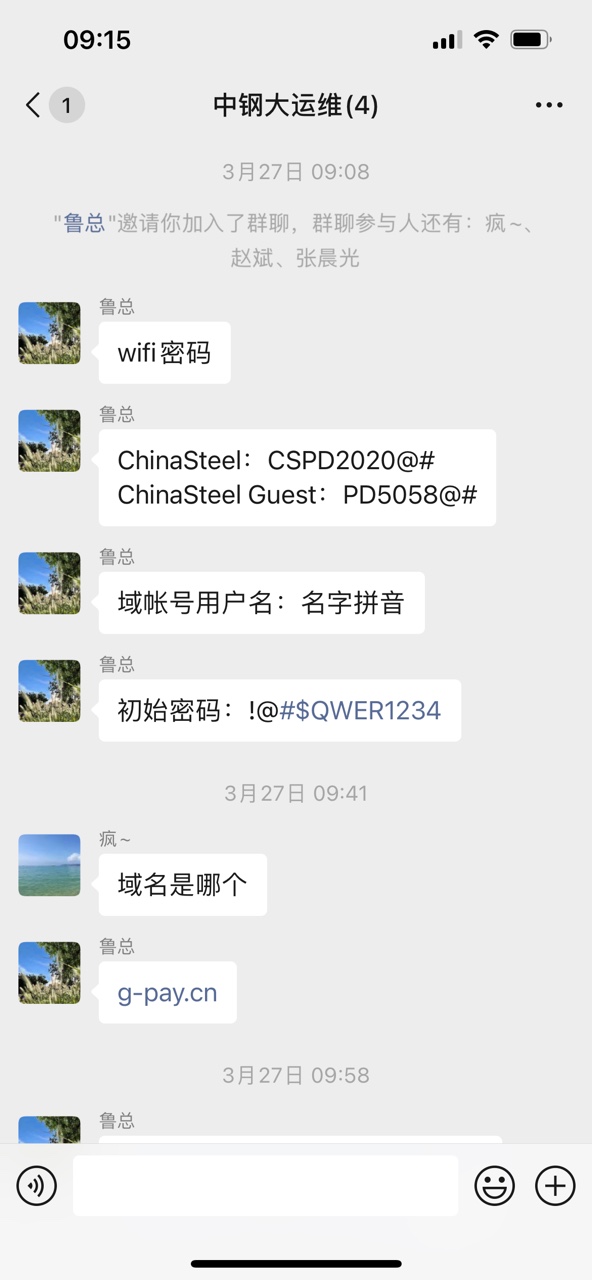 09:15
1
中钢大运维(4)
3月27日 09:08
"鲁总"邀请你加入了群聊，群聊参与人还有：疯~、
赵斌、张晨光
鲁总
wifi密码
鲁总
ChinaSteel：CSPD2020@#
ChinaSteel Guest：PD5058@#
鲁总
域帐号用户名：名字拼音
鲁总
初始密码：!@#$QWER1234
3月27日 09:41
疯~
域名是哪个
鲁总
g-pay.cn
3月27日 09:58
鲁总